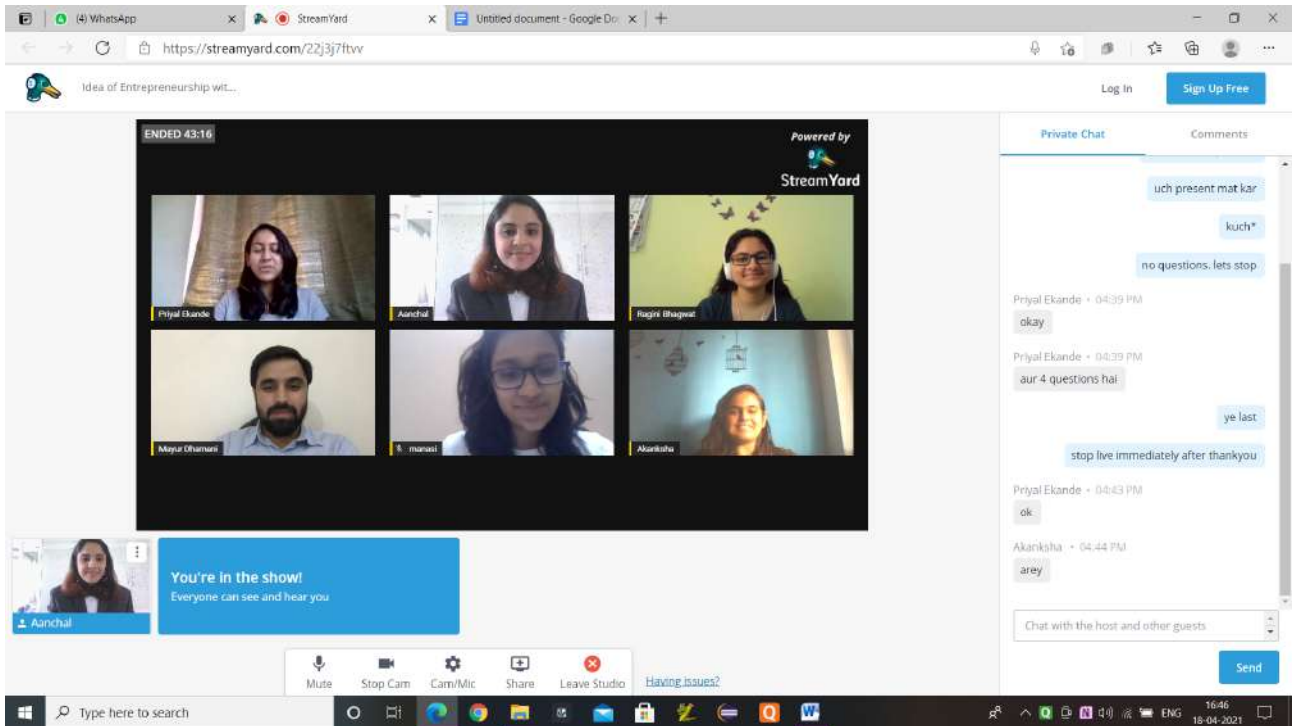 (4) WhatsApp
StreamYard
Untitled document - Google Do
https://streamyard.com/22j3j7ftvv
Idea of Entrepreneurship wit...
Log In
Sign Up Free
ENDED 43:16
Powered by
StreamYard
Priyal Ekande
Aanchal
Ragini Bhagwat
Mayur Dhamani
manasi
Akanksha
Private Chat
Comments
uch present mat kar
kuch*
no questions. lets stop
Priyal Ekande • 04:39 PM
okay
Priyal Ekande • 04:39 PM
aur 4 questions hai
ye last
stop live immediately after thankyou
Priyal Ekande • 04:43 PM
ok
Akanksha • 04:44 PM
arey
Chat with the host and other guests
Send
Aanchal
You're in the show!
Everyone can see and hear you
Mute
Stop Cam
Cam/Mic
Share
Leave Studio
Having issues?
Type here to search
ENG
16:46
18-04-2021